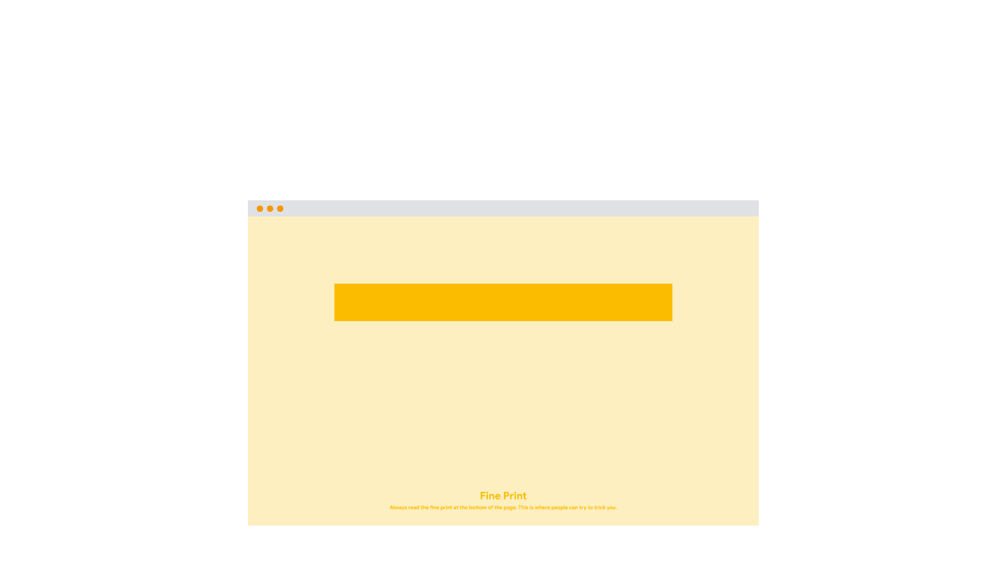 Fine Print
Always read the fine print at the bottom of the page. This is where people can try to trick you.